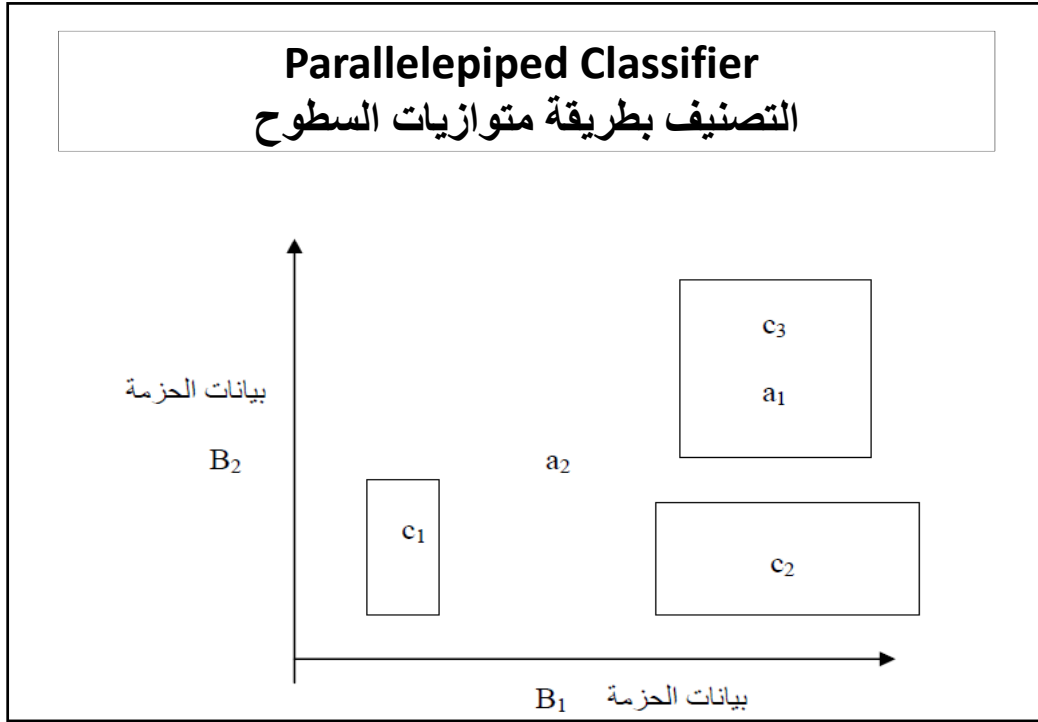 Parallelepiped Classifier
التصنيف بطريقة متوازيات السطوح
c₃
بيانات الحزمة
a₁
B₂
a₂
c₁
c₂
B₁ بيانات الحزمة